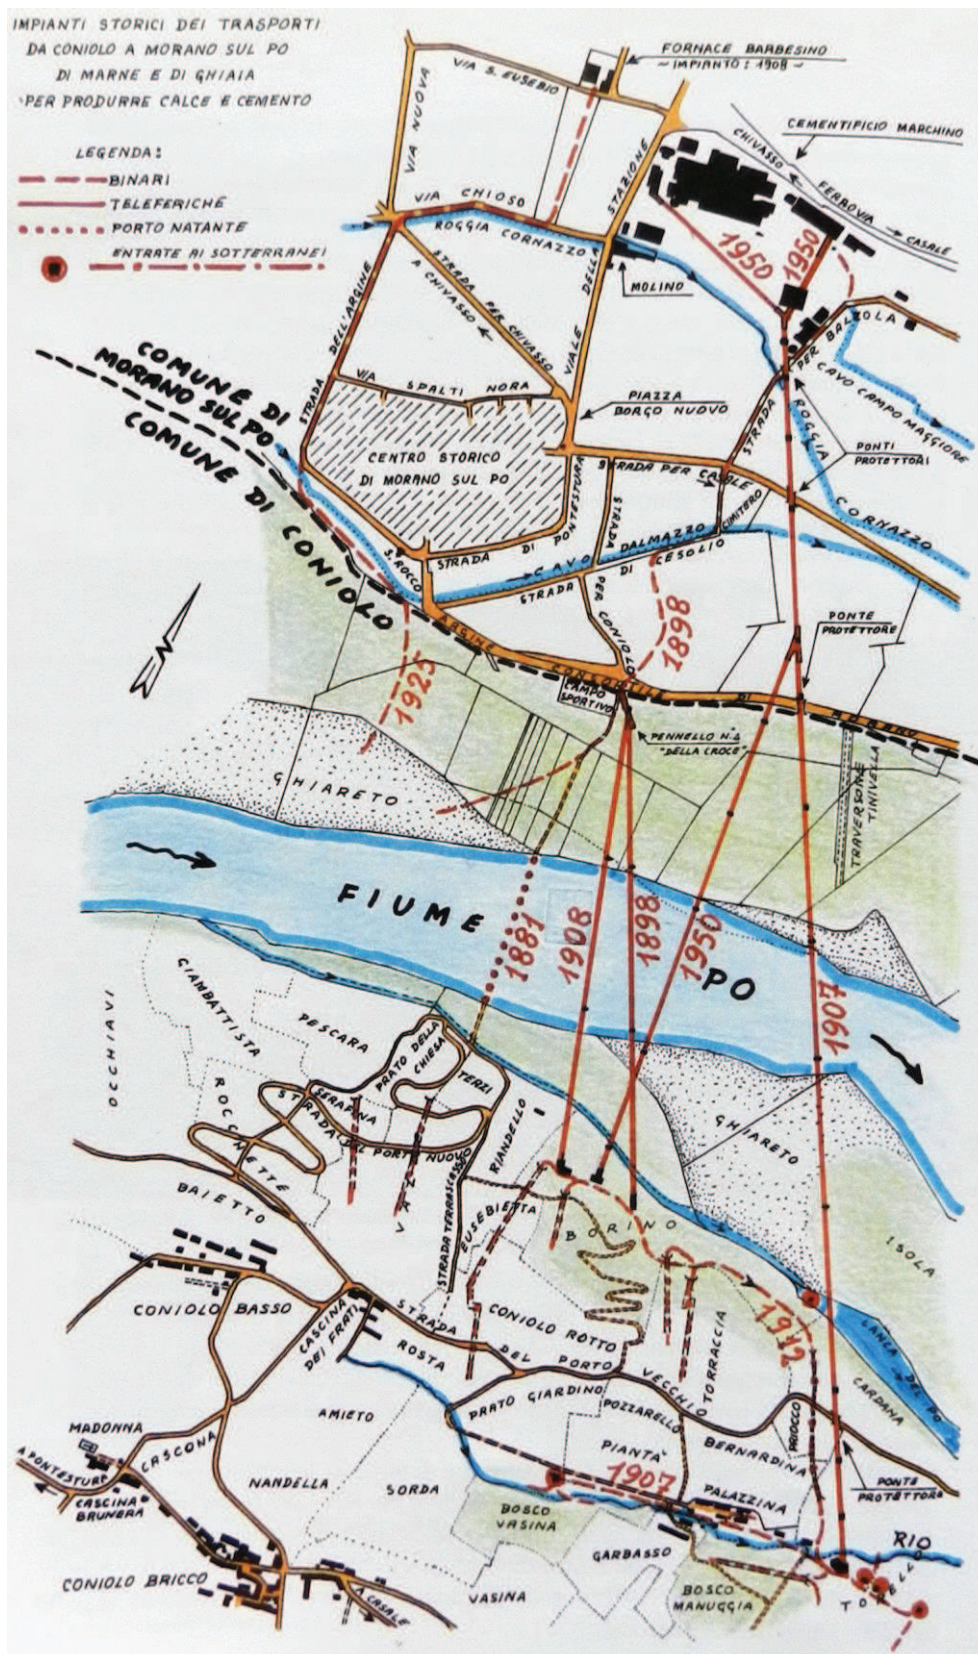 IMPIANTI STORICI DEI TRASPORTI
DA CONIOLO A MORANO SUL PO
DI MARNE E DI GHIAIA
PER PRODURRE CALCE E CEMENTO
LEGENDA:
BINARI
TELEFERICHE
PORTO NATANTE
ENTRATE AI SOTTERRANEI
FORNACE BARBESINO
~ IMPIANTO: 1908 ~
VIA S. EUSEBIO
VIA NUOVA
CEMENTIFICIO MARCHINO
CHIVASSO
FERROVIA
CASALE
VIA CHIOSO
ROGGIA CORNAZZO
VIALE DELLA STAZIONE
MOLINO
1950
1950
STRADA PER CHIVASSO
A CHIVASSO
STRADA DELL'ARGINE
STRADA PER BALZOLA
CAVO CAMPO MAGGIORE
COMUNE DI
MORANO SUL PO
COMUNE DI CONIOLO
VIA SPALTI NORA
PIAZZA
BORGO NUOVO
ROGGIA CORNAZZO
PONTI
PROTETTORI
CENTRO STORICO
DI MORANO SUL PO
STRADA PER CASALE
CIMITERO
STRADA DI PONTESTURA
S. ROCCO
CAVO DALMAZZO
STRADA DI CESOLIO
STRADA PER CONIOLO
1898
PONTE
PROTETTORE
ARGINE CONSORTILE
CAMPO
SPORTIVO
1925
PENNELLO N.4
"DELLA CROCE"
TRAVERSONE
TINIVELLA
GHIARETO
FIUME PO
1881
1908
1898
1950
1907
OCCHIAVI
GIAMBATTISTA
PESCARA
PRATO DELLA
CHIESA
TERZI
ROCCHETTE
SERAFINA
STRADA DEL PORTO NUOVO
RIANDELLO
GHIARETO
BAIETTO
STRADA TERRACASSO
EUSEBIETTA
BORINO
ISOLA
CONIOLO BASSO
CASCINA
DEI FRATI
CONIOLO ROTTO
1912
LANCA DEL PO
STRADA DEL PORTO VECCHIO
ROSTA
TORRACCIA
CARDANA
AMIETO
PRATO GIARDINO
POZZARELLO
PRIOCCO
MADONNA
CASCONA
A PONTESTURA
CASCINA
BRUNERA
NANDELLA
SORDA
PIANTA'
BERNARDINA
1907
PALAZZINA
PONTE
PROTETTORE
BOSCO
VASINA
RIO
GARBASSO
CONIOLO BRICCO
A CASALE
VASINA
BOSCO
MANUGGIA